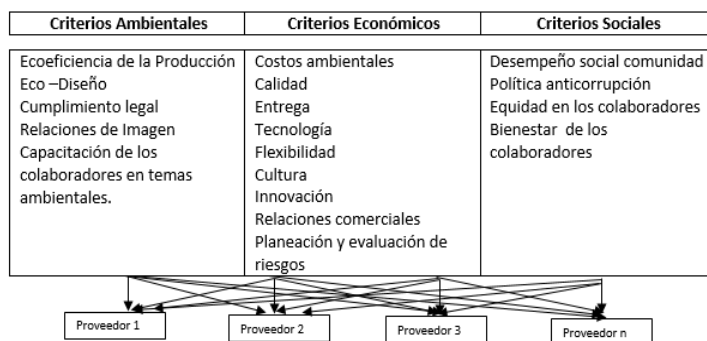 Criterios Ambientales
Criterios Económicos
Criterios Sociales
Ecoeficiencia de la Producción
Eco –Diseño
Cumplimiento legal
Relaciones de Imagen
Capacitación de los
colaboradores en temas
ambientales.
Costos ambientales
Calidad
Entrega
Tecnología
Flexibilidad
Cultura
Innovación
Relaciones comerciales
Planeación y evaluación de
riesgos
Desempeño social comunidad
Política anticorrupción
Equidad en los colaboradores
Bienestar de los
colaboradores
Proveedor 1
Proveedor 2
Proveedor 3
Proveedor n